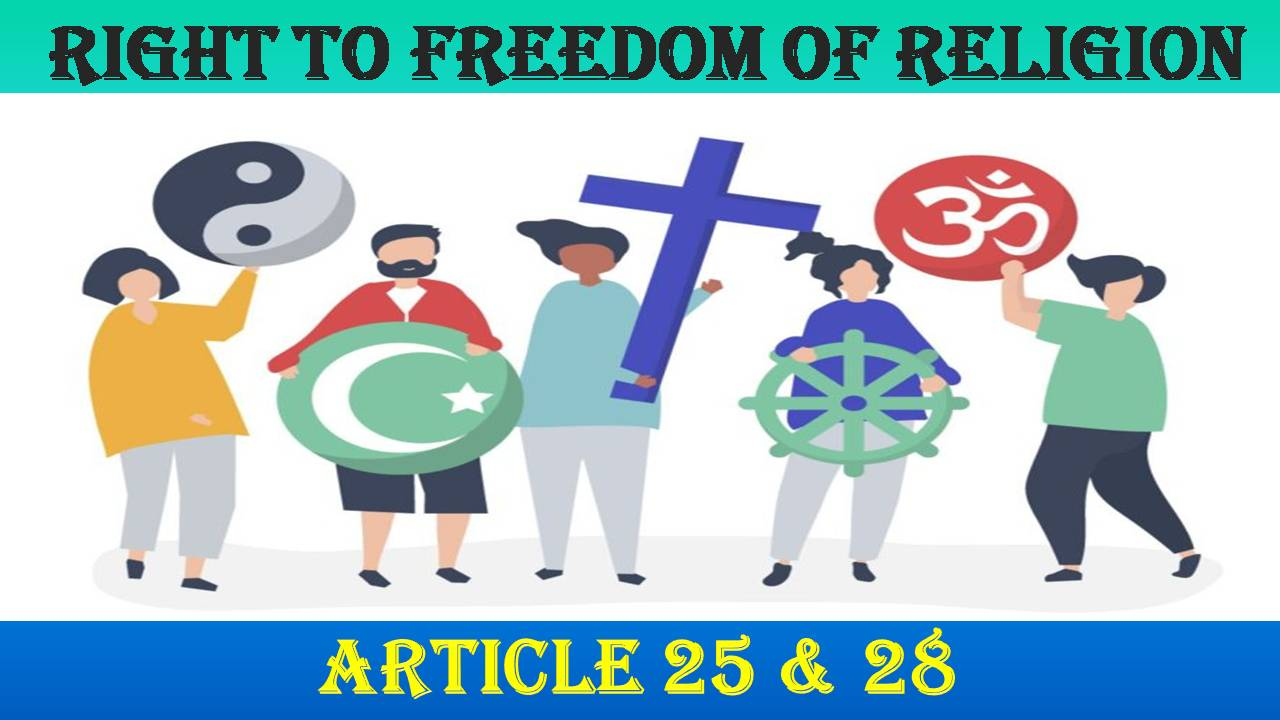 RIGHT TO FREEDOM OF RELIGION
ॐ
ARTICLE 25 & 28